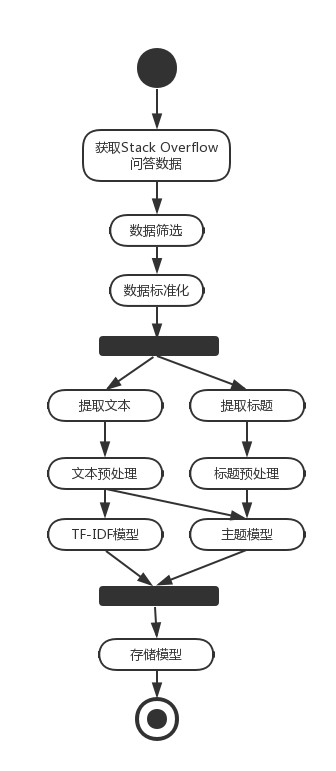 获取Stack Overflow
问答数据
数据筛选
数据标准化
提取文本
提取标题
文本预处理
标题预处理
TF-IDF模型
主题模型
存储模型